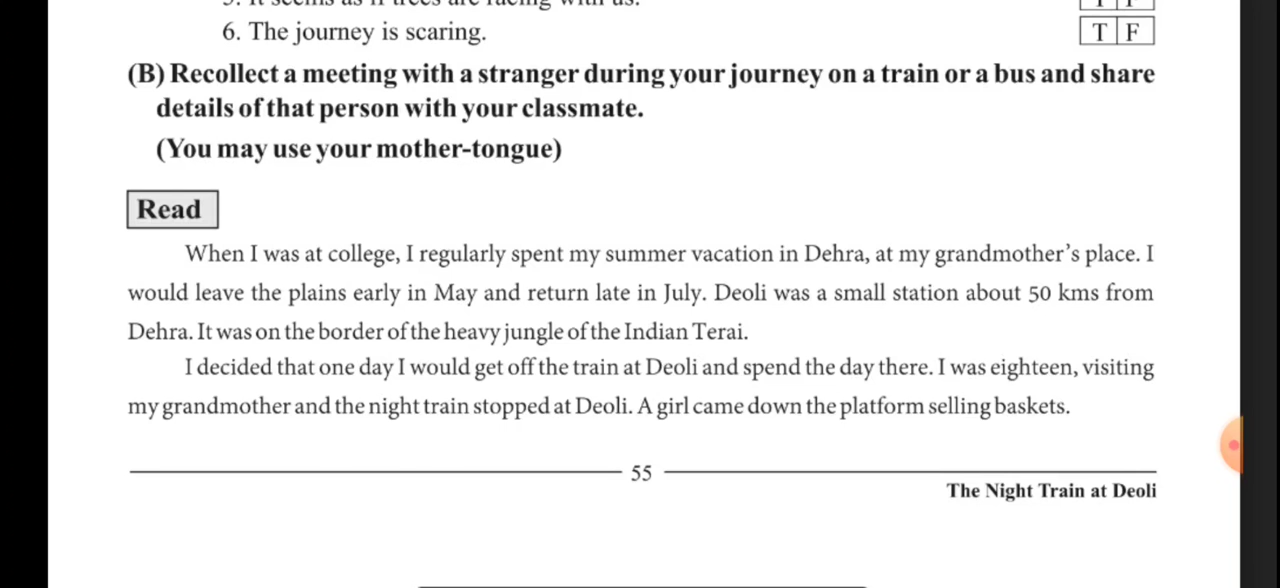 6. The journey is scaring.
T F
(B) Recollect a meeting with a stranger during your journey on a train or a bus and share
details of that person with your classmate.
(You may use your mother-tongue)
Read
When I was at college, I regularly spent my summer vacation in Dehra, at my grandmother's place. I
would leave the plains early in May and return late in July. Deoli was a small station about 50 kms from
Dehra. It was on the border of the heavy jungle of the Indian Terai.
I decided that one day I would get off the train at Deoli and spend the day there. I was eighteen, visiting
my grandmother and the night train stopped at Deoli. A girl came down the platform selling baskets.
55
The Night Train at Deoli